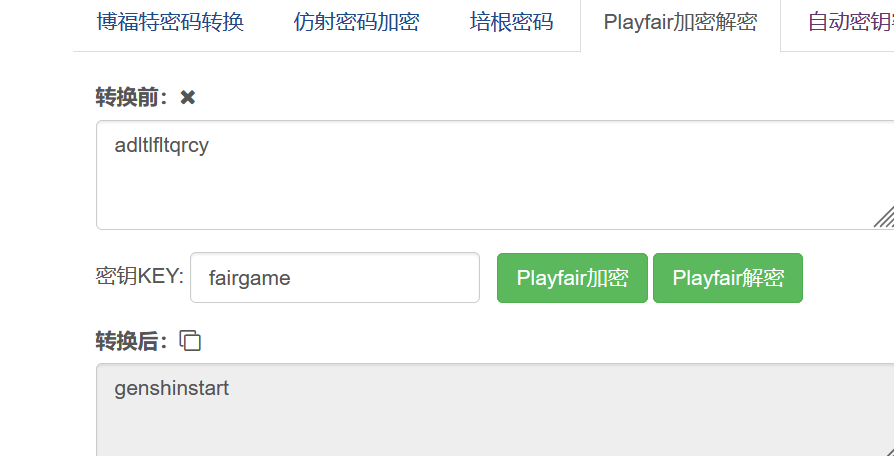 博福特密码转换 仿射密码加密 培根密码 Playfair加密解密 自动密钥
转换前：
adltlfltqrcy
密钥KEY: fairgame Playfair加密 Playfair解密
转换后：
genshinstart